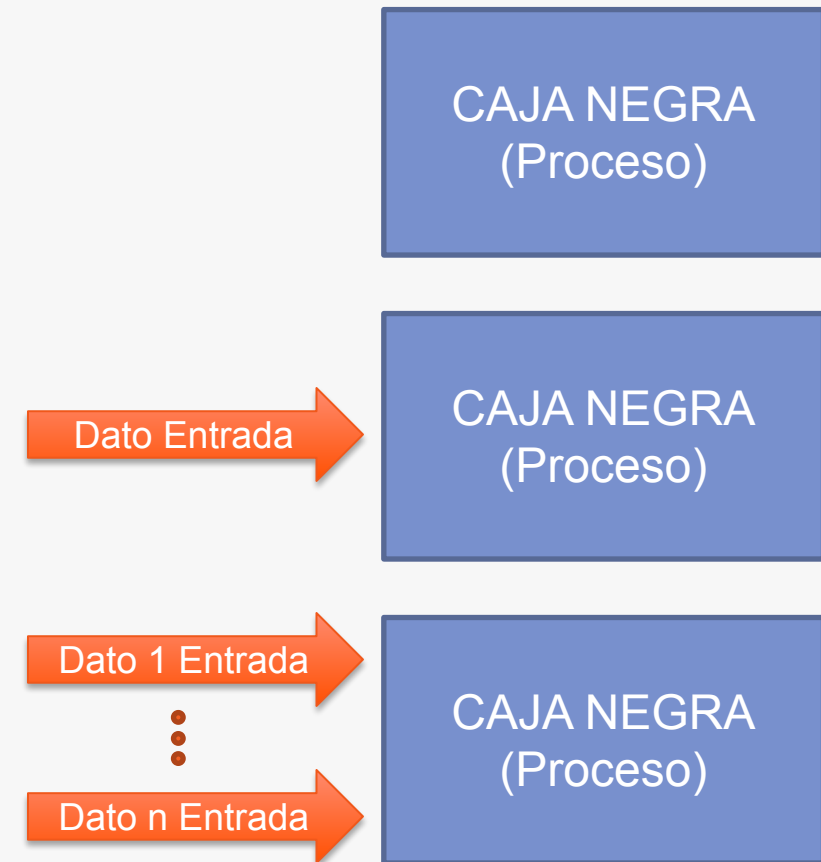 CAJA NEGRA
(Proceso)
Dato Entrada
CAJA NEGRA
(Proceso)
Dato 1 Entrada
Dato n Entrada
CAJA NEGRA
(Proceso)